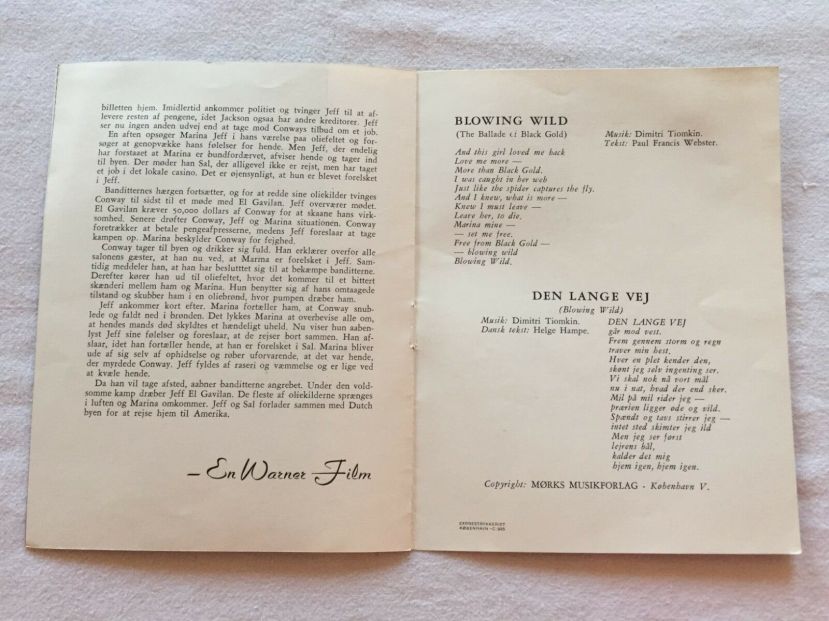 billetten hjem. Imidlertid ankommer politiet og tvinger Jeff til at af-
levere resten af pengene, idet Jackson ogsaa har andre kreditorer. Jeff
ser nu ingen anden udvej end at tage mod Conways tilbud om et job.
En aften opsøger Marina Jeff i hans værelse paa oliefeltet og for-
søger at genopvække hans følelser for hende. Men Jeff, der endelig
har forstaaet at Marina er bundfordærvet, afviser hende og tager ind
til byen. Der møder han Sal, der alligevel ikke er rejst, men har taget
et job i det lokale casino. Det er øjensynligt, at hun er blevet forelsket
i Jeff.
Banditternes hærgen fortsætter, og for at redde sine oliekilder tvinges
Conway til sidst til et møde med El Gavilan. Jeff overværer mødet.
El Gavilan kræver 50,000 dollars af Conway for at skaane hans virk-
somhed. Senere drøfter Conway, Jeff og Marina situationen. Conway
foretrækker at betale pengeafpresserne, medens Jeff foreslaar at tage
kampen op. Marina beskylder Conway for fejghed.
Conway tager til byen og drikker sig fuld. Han erklærer overfor alle
salonens gæster, at han nu ved, at Marina er forelsket i Jeff. Sam-
tidig meddeler han, at han har besluttet sig til at bekæmpe banditterne.
Derefter kører han ud til oliefeltet, hvor det kommer til et bittert
skænderi mellem ham og Marina. Hun benytter sig af hans omtaagede
tilstand og skubber ham i en oliebrønd, hvor pumpen dræber ham.
Jeff ankommer kort efter. Marina fortæller ham, at Conway snub-
lede og faldt ned i brønden. Det lykkes Marina at overbevise alle om,
at hendes mands død skyldtes et hændeligt uheld. Nu viser hun aaben-
lyst Jeff sine følelser og foreslaar, at de rejser bort sammen. Han af-
slaar, idet han fortæller hende, at han er forelsket i Sal. Marina bliver
ude af sig selv af ophidselse og røber uforvarende, at det var hende,
der myrdede Conway. Jeff fyldes af raseri og væmmelse og er lige ved
at kvæle hende.
Da han vil tage afsted, aabner banditterne angrebet. Under den vold-
somme kamp dræber Jeff El Gavilan. De fleste af oliekilderne sprænges
i luften og Marina omkommer. Jeff og Sal forlader sammen med Dutch
byen for at rejse hjem til Amerika.
– En Warner Film
BLOWING WILD
(The Ballade of Black Gold)
Musik: Dimitri Tiomkin.
Tekst: Paul Francis Webster.
And this girl loved me back
Love me more —
More than Black Gold.
I was caught in her web
Just like the spider captures the fly.
And I knew, what is more —
Knew I must leave —
Leave her, to die.
Marina mine —
— set me free.
Free from Black Gold —
— blowing wild
Blowing Wild.
DEN LANGE VEJ
(Blowing Wild)
Musik: Dimitri Tiomkin.
Dansk tekst: Helge Hampe.
DEN LANGE VEJ
går mod vest.
Frem gennem storm og regn
traver min hest,
Hver en plet kender den,
skønt jeg selv ingenting ser.
Vi skal nok nå vort mål
nu i nat, hvad der end sker.
Mil på mil rider jeg —
prærien ligger øde og vild.
Spændt og tavs stirrer jeg —
intet sted skimter jeg ild
Men jeg ser først
lejrens bål,
kalder det mig
hjem igen, hjem igen.
Copyright: MØRKS MUSIKFORLAG - København V.
KØBENHAVN